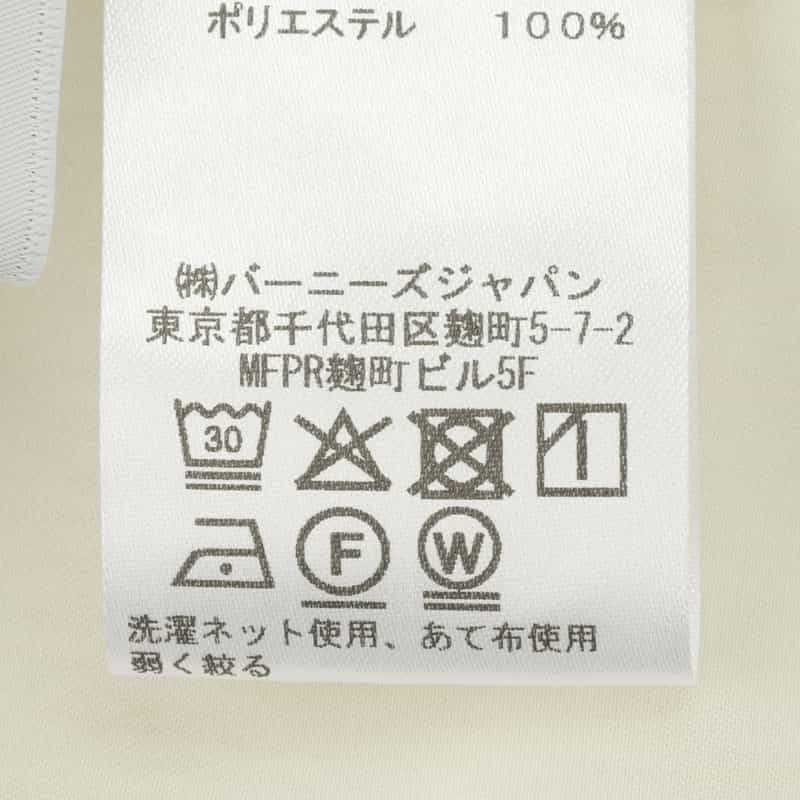 ポリエステル　１００％
㈱バーニーズジャパン
東京都千代田区麹町5-7-2
MFPR麹町ビル5F
30
F W
洗濯ネット使用、あて布使用
弱く絞る